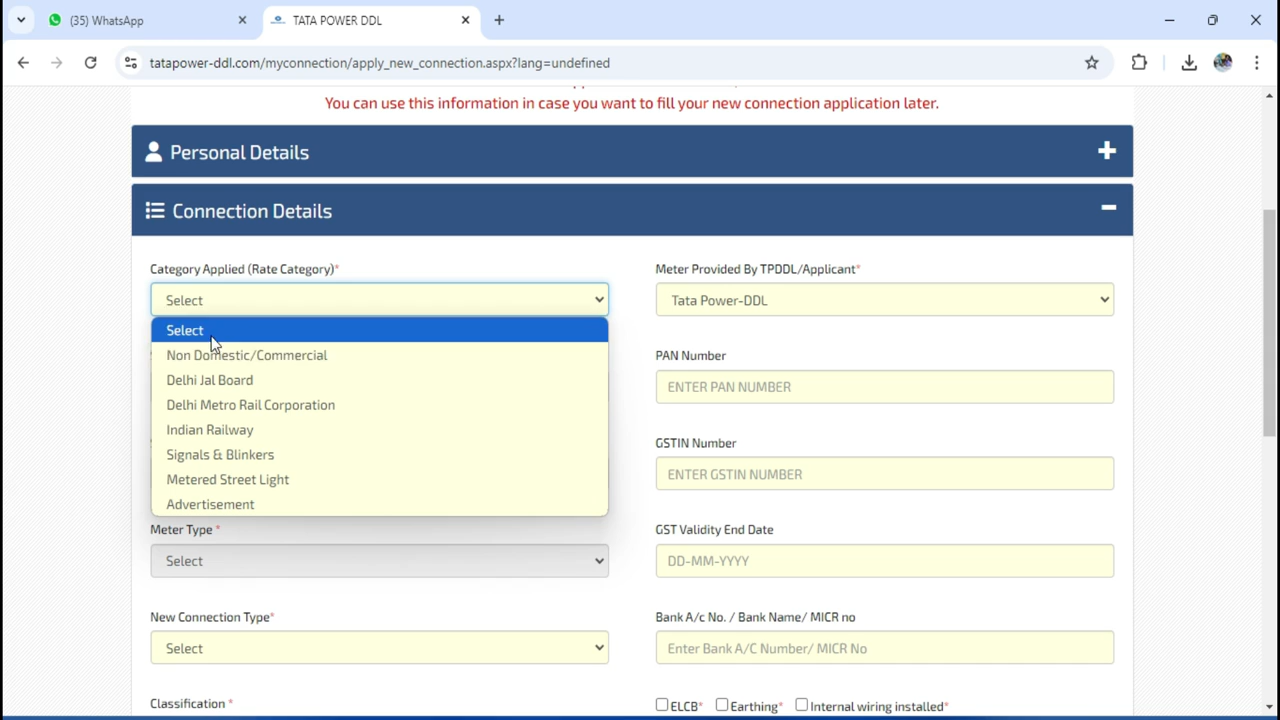 (35) WhatsApp
TATA POWER DDL
tatapower-ddl.com/myconnection/apply_new_connection.aspx?lang=undefined
You can use this information in case you want to fill your new connection application later.
Personal Details
Connection Details
Category Applied (Rate Category)*
Meter Provided By TPDDL/Applicant*
Select
Tata Power-DDL
Select
Non Domestic/Commercial
PAN Number
Delhi Jal Board
ENTER PAN NUMBER
Delhi Metro Rail Corporation
Indian Railway
GSTIN Number
Signals & Blinkers
ENTER GSTIN NUMBER
Metered Street Light
Advertisement
Meter Type *
GST Validity End Date
Select
DD-MM-YYYY
New Connection Type*
Bank A/c No. / Bank Name/ MICR no
Select
Enter Bank A/C Number/ MICR No
Classification *
ELCB* Earthing* Internal wiring installed*